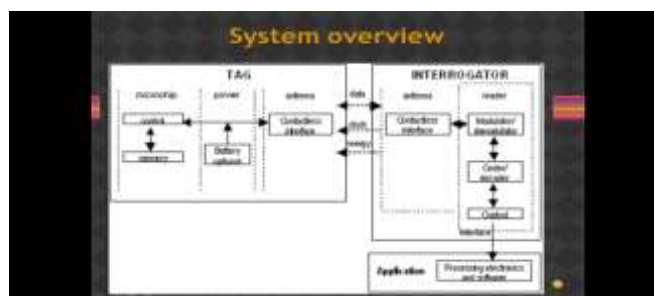 System overview
TAG
INTERROGATOR
microchip
power
antenna
data
antenna
reader
control
Contactless
interface
clock
Contactless
interface
Modulator/
demodulator
Battery
optional
energy
Coder/
decoder
Control
Interface
Application
Processing electronics
and software